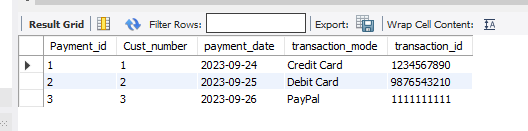 Result Grid Filter Rows: Export: Wrap Cell Content: IA
Payment_id Cust_number payment_date transaction_mode transaction_id
1 1 2023-09-24 Credit Card 1234567890
2 2 2023-09-25 Debit Card 9876543210
3 3 2023-09-26 PayPal 1111111111